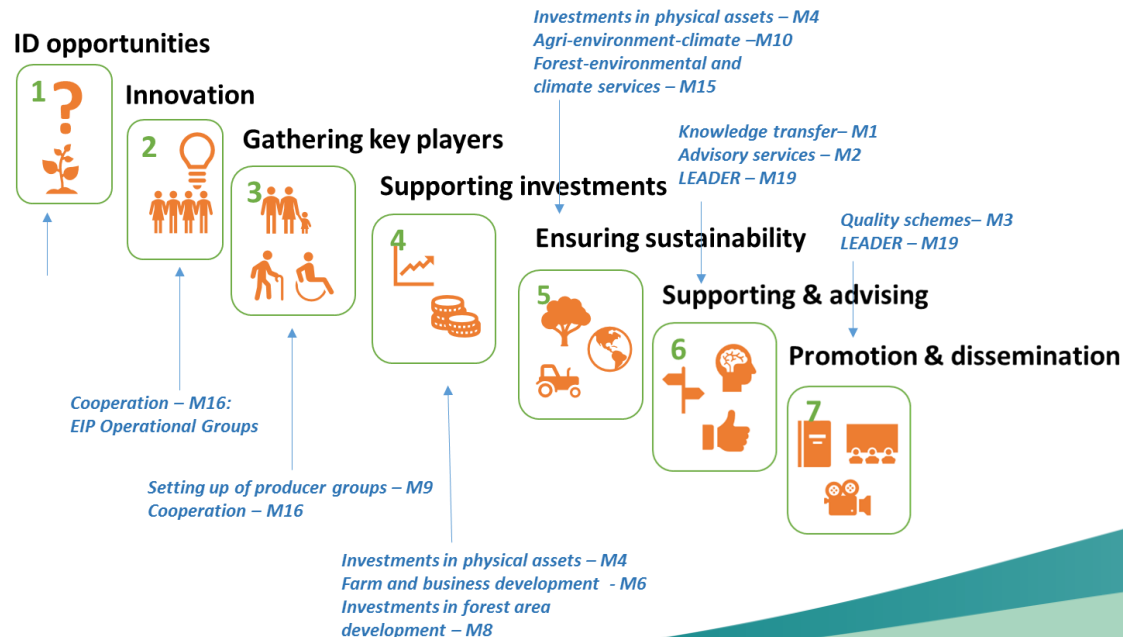 ID opportunities
1
Innovation
2
Gathering key players
3
Supporting investments
4
Ensuring sustainability
5
Supporting & advising
6
Promotion & dissemination
7
Investments in physical assets – M4
Agri-environment-climate –M10
Forest-environmental and
climate services – M15
Knowledge transfer– M1
Advisory services – M2
LEADER – M19
Quality schemes– M3
LEADER – M19
Cooperation – M16:
EIP Operational Groups
Setting up of producer groups – M9
Cooperation – M16
Investments in physical assets – M4
Farm and business development - M6
Investments in forest area
development – M8